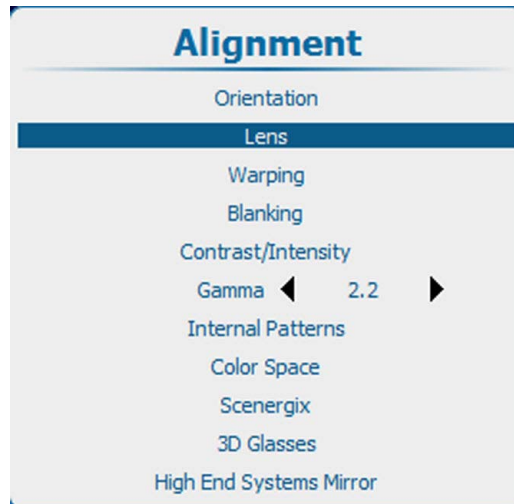 Alignment
Orientation
Lens
Warping
Blanking
Contrast/Intensity
Gamma 2.2
Internal Patterns
Color Space
Scenergix
3D Glasses
High End Systems Mirror